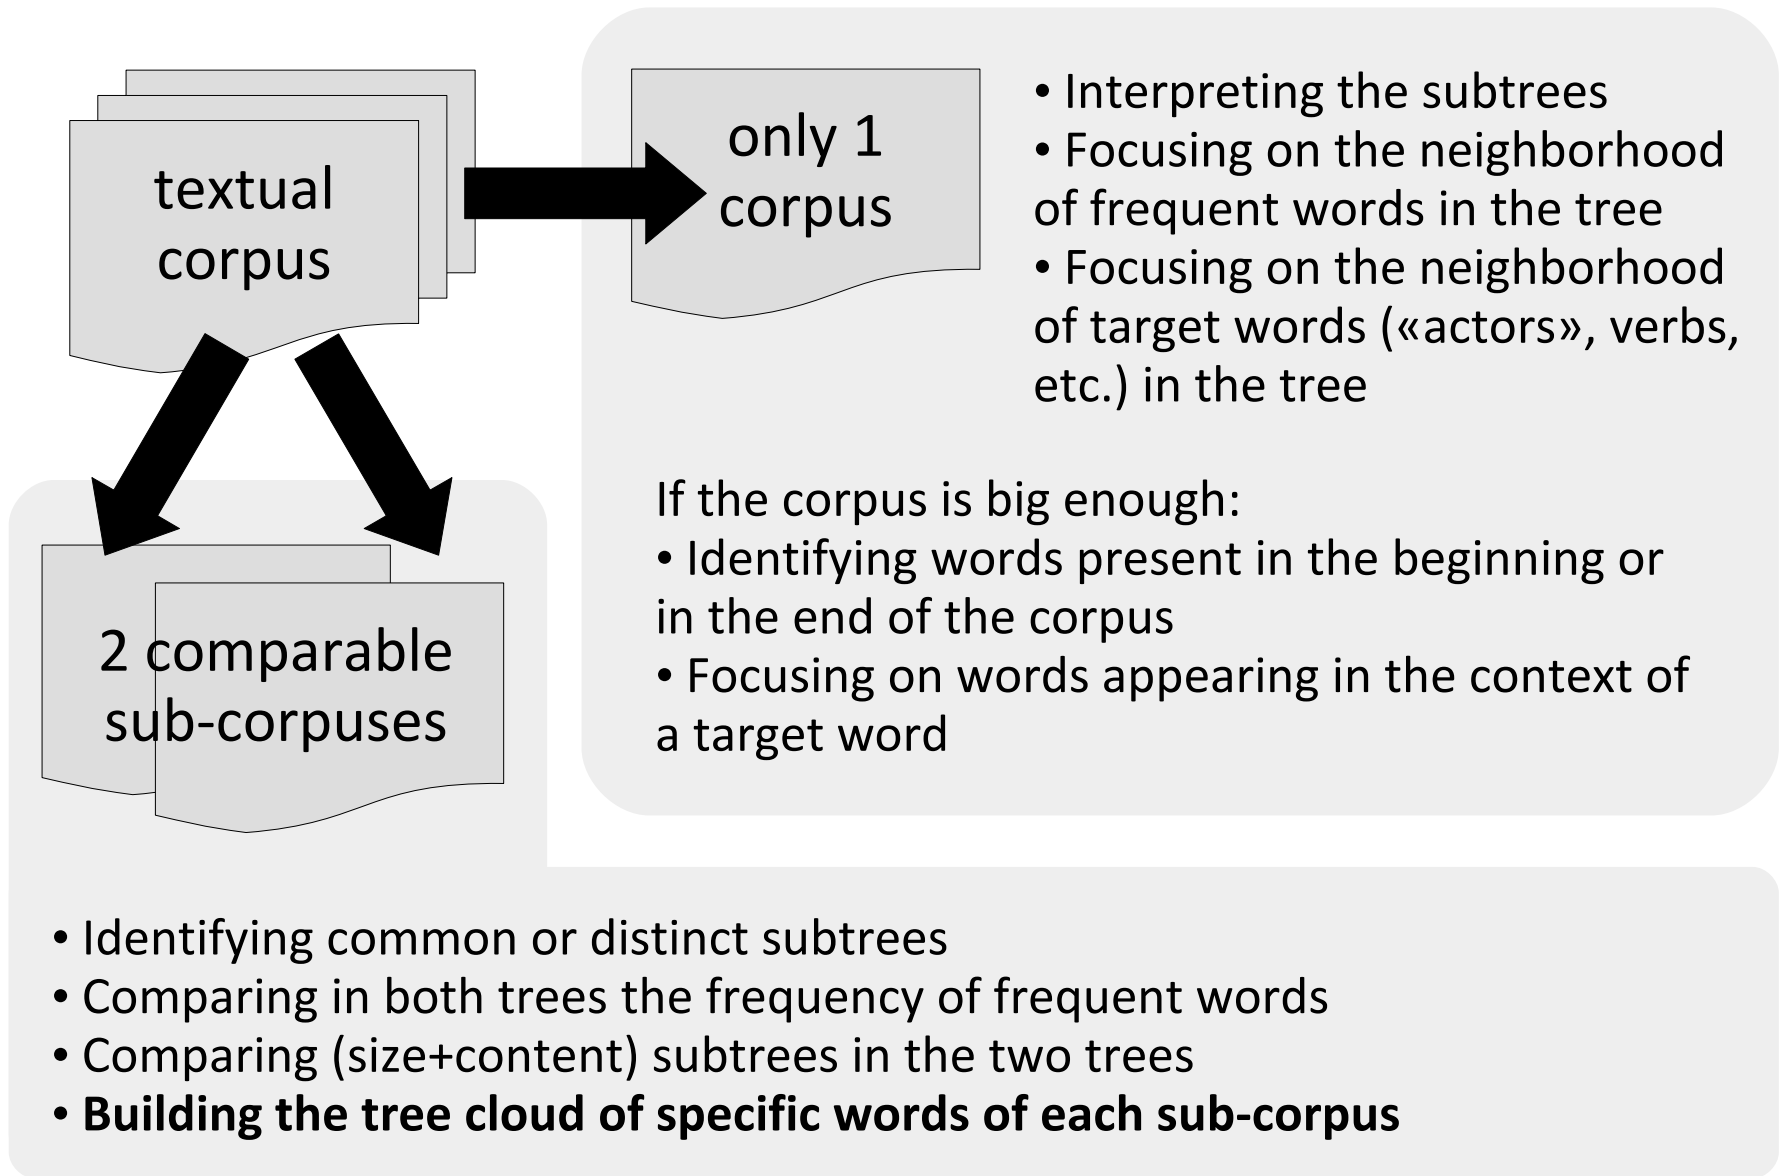 textual
corpus
only 1
corpus
• Interpreting the subtrees
• Focusing on the neighborhood
of frequent words in the tree
• Focusing on the neighborhood
of target words («actors», verbs,
etc.) in the tree
If the corpus is big enough:
• Identifying words present in the beginning or
in the end of the corpus
• Focusing on words appearing in the context of
a target word
2 comparable
sub-corpuses
• Identifying common or distinct subtrees
• Comparing in both trees the frequency of frequent words
• Comparing (size+content) subtrees in the two trees
• Building the tree cloud of specific words of each sub-corpus